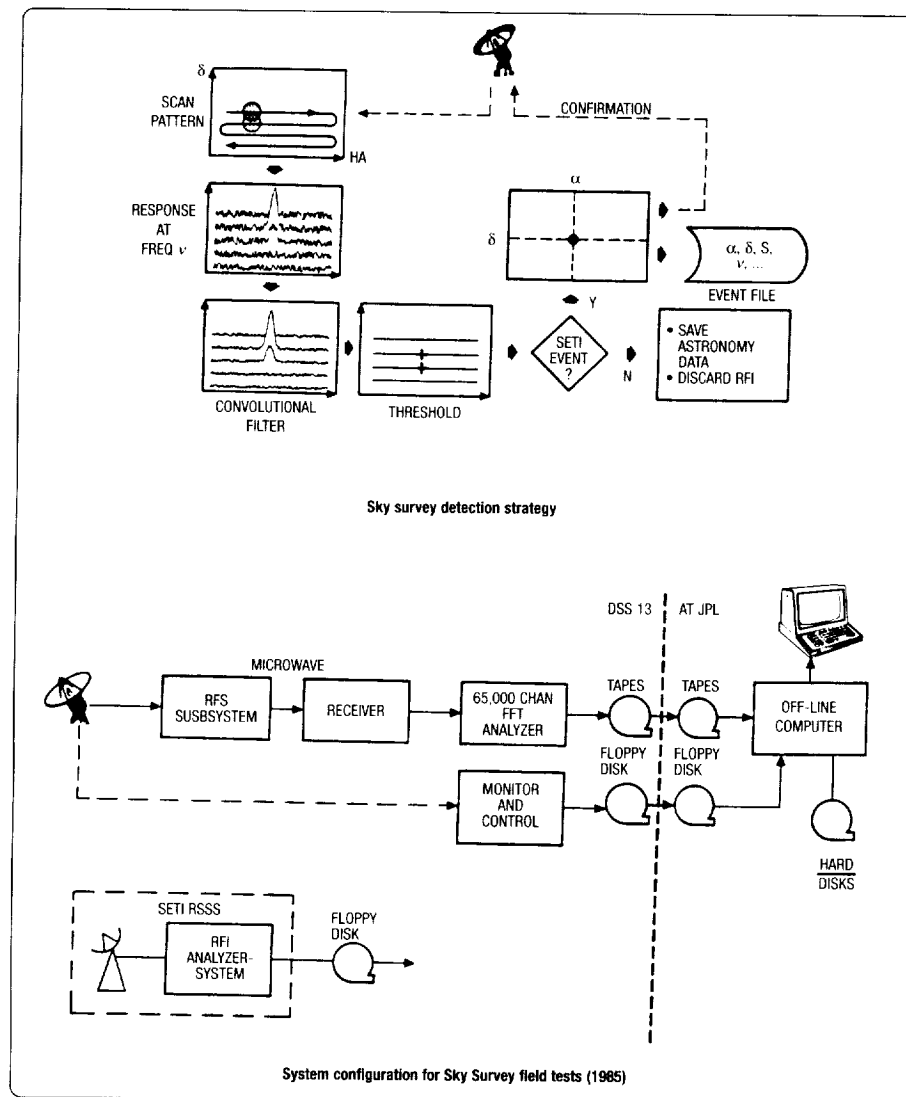 δ
SCAN
PATTERN
HA
CONFIRMATION
RESPONSE
AT
FREQ ν
α
δ
α, δ, S,
ν, ...
EVENT FILE
Y
SETI
EVENT
?
N
• SAVE
ASTRONOMY
DATA
• DISCARD RFI
CONVOLUTIONAL
FILTER
THRESHOLD
Sky survey detection strategy
DSS 13
AT JPL
MICROWAVE
RFS
SUSBSYSTEM
RECEIVER
65,000 CHAN
FFT
ANALYZER
TAPES
TAPES
OFF-LINE
COMPUTER
FLOPPY
DISK
FLOPPY
DISK
MONITOR
AND
CONTROL
HARD
DISKS
SETI RSSS
RFI
ANALYZER-
SYSTEM
FLOPPY
DISK
System configuration for Sky Survey field tests (1985)